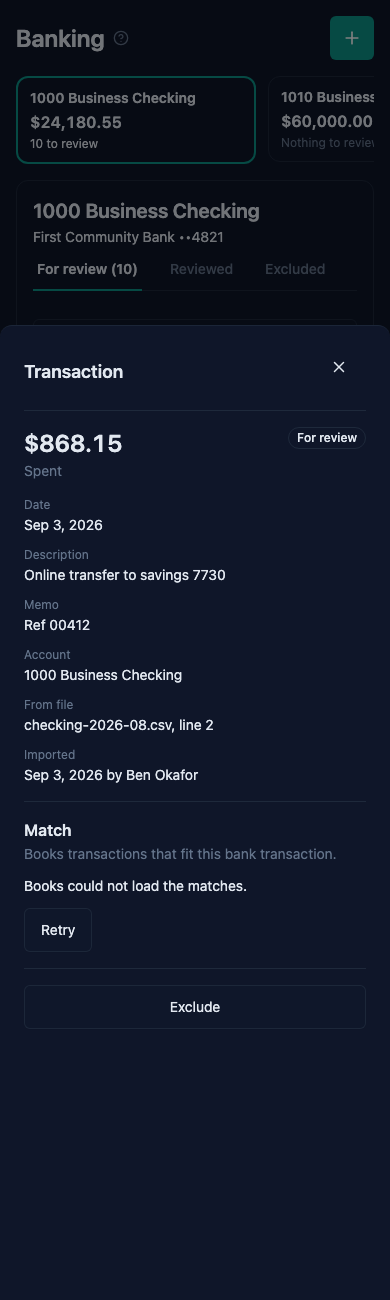 Banking
1000 Business Checking
$24,180.55
10 to review
1010 Business
$60,000.00
Nothing to review
1000 Business Checking
First Community Bank ••4821
For review (10)
Reviewed
Excluded
Transaction
$868.15
For review
Spent
Date
Sep 3, 2026
Description
Online transfer to savings 7730
Memo
Ref 00412
Account
1000 Business Checking
From file
checking-2026-08.csv, line 2
Imported
Sep 3, 2026 by Ben Okafor
Match
Books transactions that fit this bank transaction.
Books could not load the matches.
Retry
Exclude